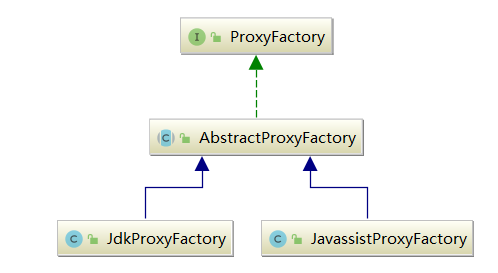 I ProxyFactory
C AbstractProxyFactory
C JdkProxyFactory
C JavassistProxyFactory